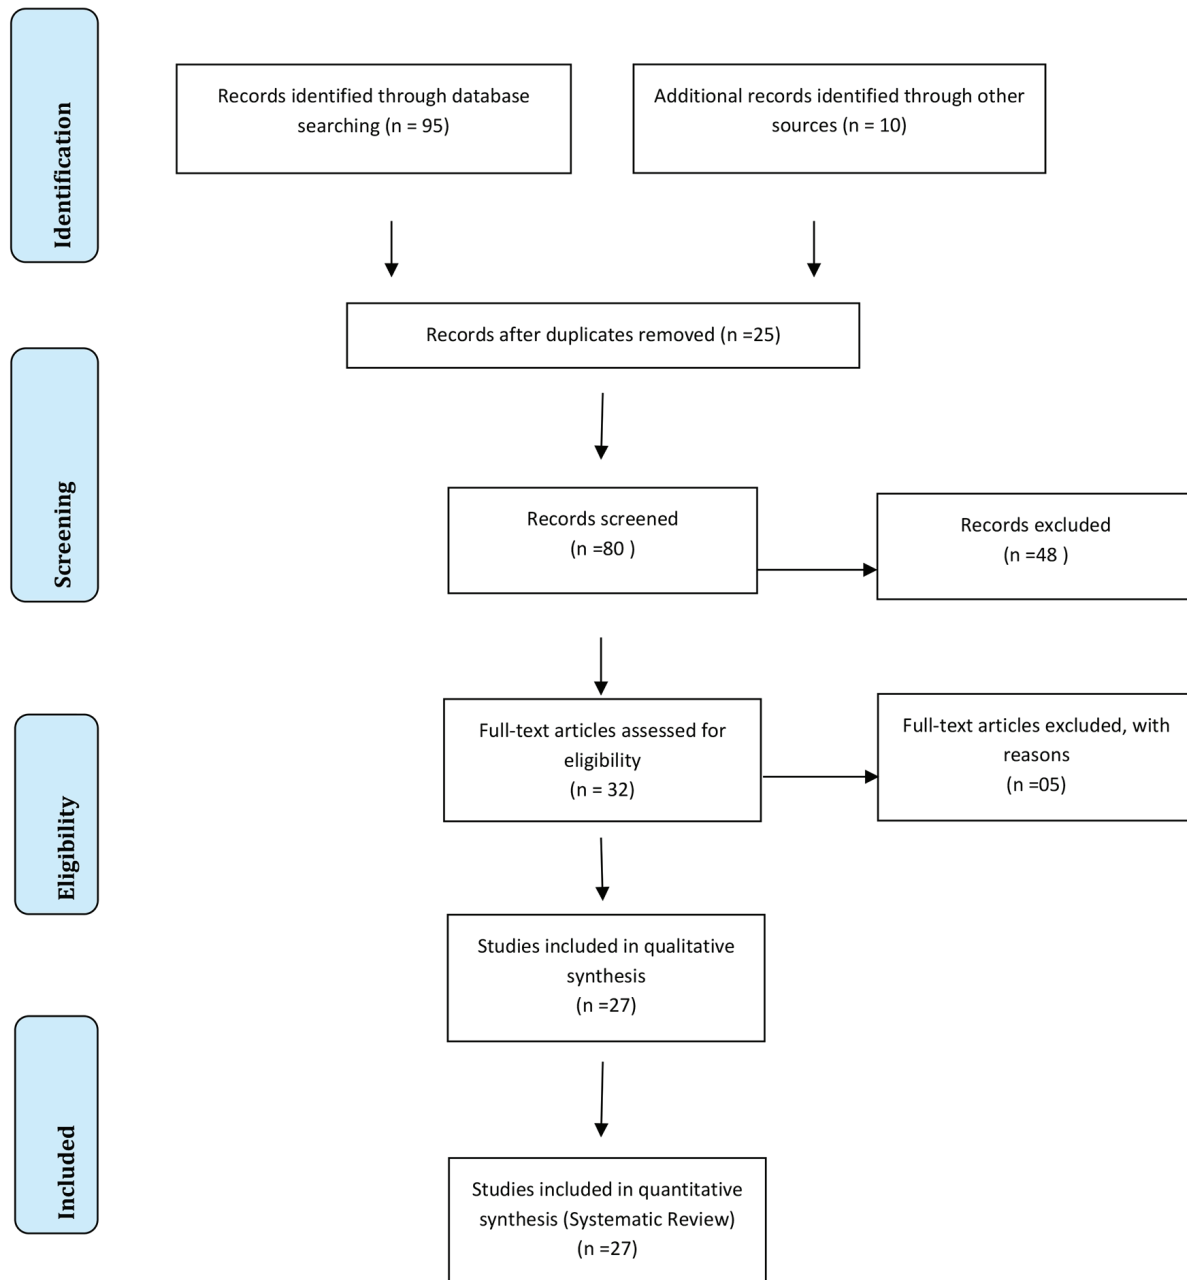 Identification
Records identified through database
searching (n = 95)
Additional records identified through other
sources (n = 10)
Records after duplicates removed (n =25)
Screening
Records screened
(n =80 )
Records excluded
(n =48 )
Eligibility
Full-text articles assessed for
eligibility
(n = 32)
Full-text articles excluded, with
reasons
(n =05)
Studies included in qualitative
synthesis
(n =27)
Included
Studies included in quantitative
synthesis (Systematic Review)
(n =27)